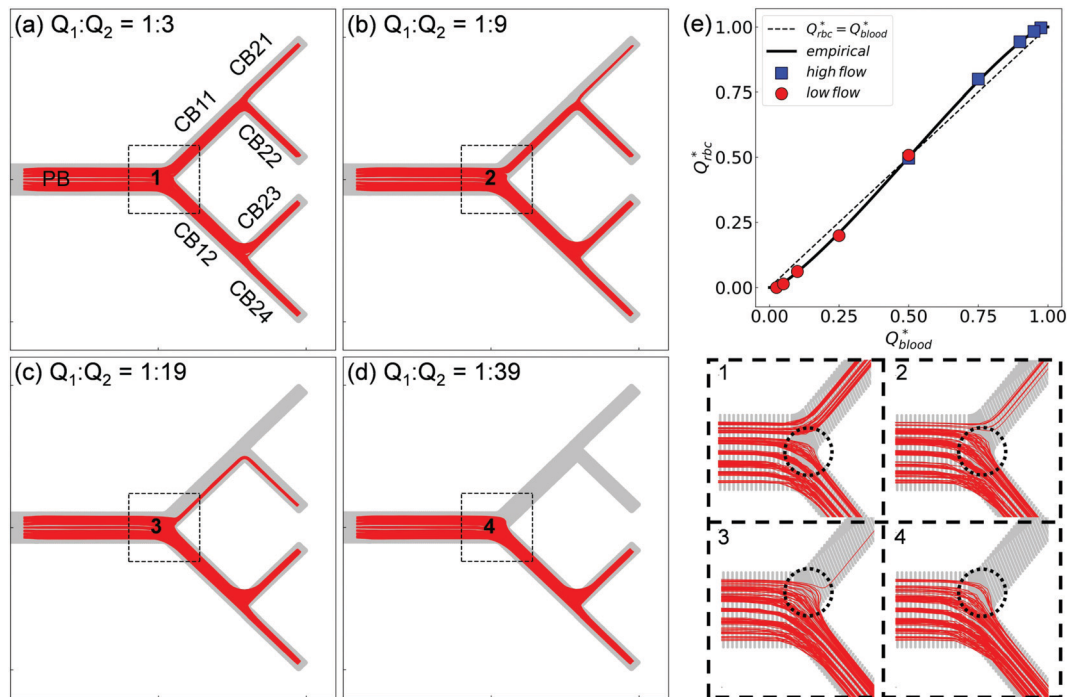 (a) Q₁:Q₂ = 1:3
CB21
CB11
CB22
PB
1
CB23
CB12
CB24
(b) Q₁:Q₂ = 1:9
2
(c) Q₁:Q₂ = 1:19
3
(d) Q₁:Q₂ = 1:39
4
(e)
1.00
0.75
0.50
0.25
0.00
Q*rbc
Q*rbc = Q*blood
empirical
high flow
low flow
0.00 0.25 0.50 0.75 1.00
Q*blood
1
2
3
4